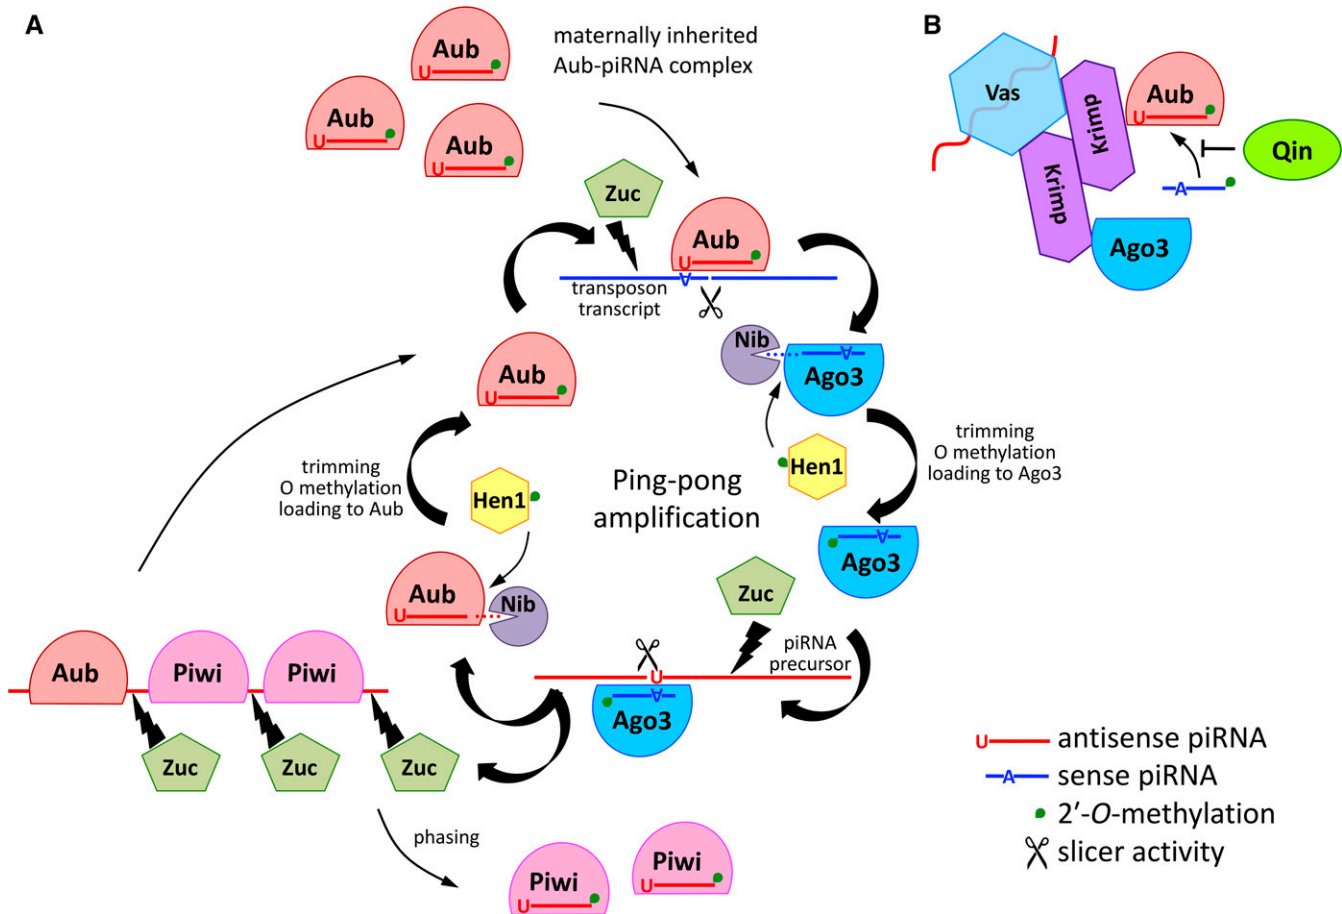 A
maternally inherited
Aub-piRNA complex
Aub
U
Aub
U
Aub
U
Zuc
Aub
U
A
transposon
transcript
Nib
A
Ago3
trimming
O methylation
loading to Ago3
Hen1
A
Ago3
Ping-pong
amplification
Aub
U
trimming
O methylation
loading to Aub
Hen1
Aub
U
Nib
Zuc
piRNA
precursor
U
A
Ago3
Aub
Piwi
Piwi
Zuc
Zuc
Zuc
phasing
Piwi
U
Piwi
U
B
Vas
Krimp
Krimp
Aub
U
Qin
A
Ago3
U antisense piRNA
A sense piRNA
2′-O-methylation
slicer activity